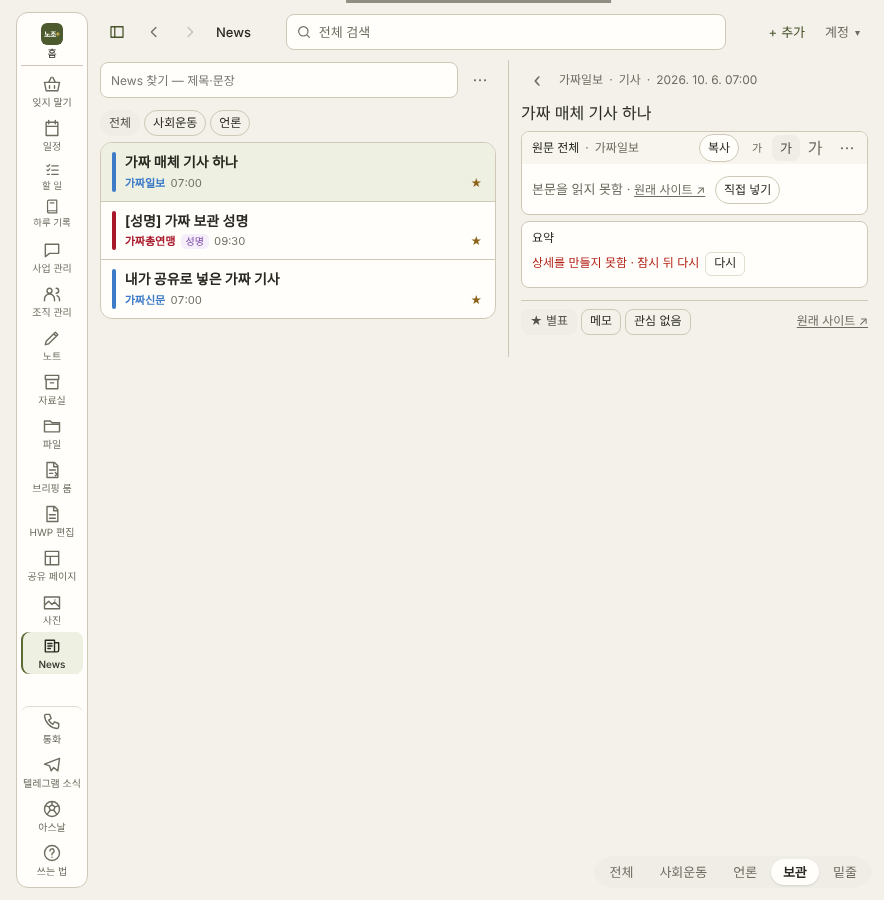 노조+
홈
잊지 말기
일정
할 일
하루 기록
사업 관리
조직 관리
노트
자료실
파일
브리핑 룸
HWP 편집
공유 페이지
사진
News
통화
텔레그램 소식
아스날
쓰는 법
News
전체 검색
+ 추가
계정 ▾
News 찾기 — 제목·문장
···
전체 사회운동 언론
가짜 매체 기사 하나
가짜일보 07:00 ★
[성명] 가짜 보관 성명
가짜총연맹 성명 09:30 ★
내가 공유로 넣은 가짜 기사
가짜신문 07:00 ★
가짜일보 · 기사 · 2026. 10. 6. 07:00
가짜 매체 기사 하나
원문 전체 · 가짜일보 복사 가 가 가 ···
본문을 읽지 못함 · 원래 사이트 ↗ 직접 넣기
요약
상세를 만들지 못함 · 잠시 뒤 다시 다시
★ 별표 메모 관심 없음 원래 사이트 ↗
전체 사회운동 언론 보관 밑줄